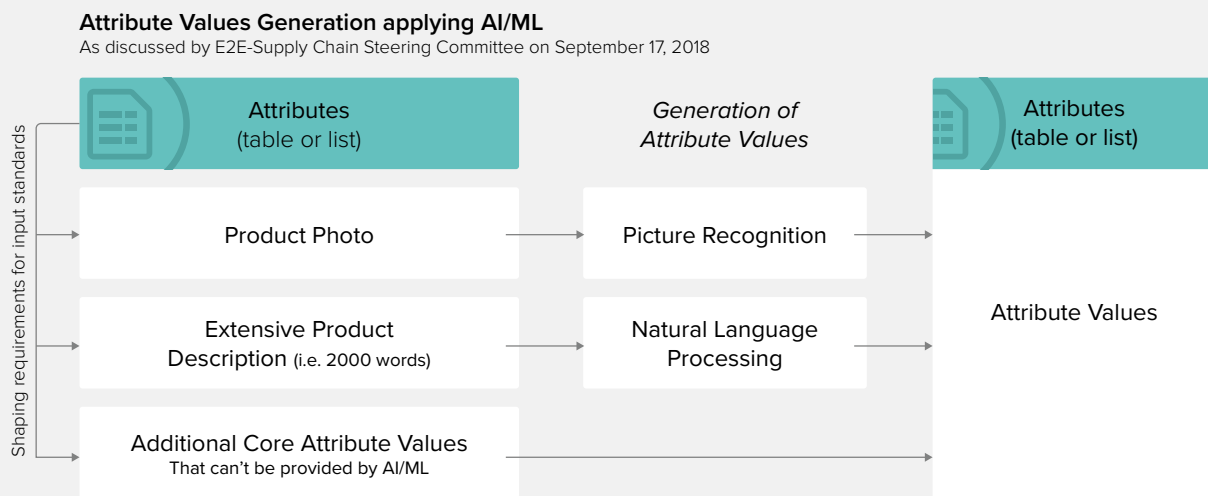 Attribute Values Generation applying AI/ML
As discussed by E2E-Supply Chain Steering Committee on September 17, 2018
Shaping requirements for input standards
Attributes
(table or list)
Generation of
Attribute Values
Attributes
(table or list)
Product Photo
Picture Recognition
Extensive Product
Description (i.e. 2000 words)
Natural Language
Processing
Attribute Values
Additional Core Attribute Values
That can’t be provided by AI/ML